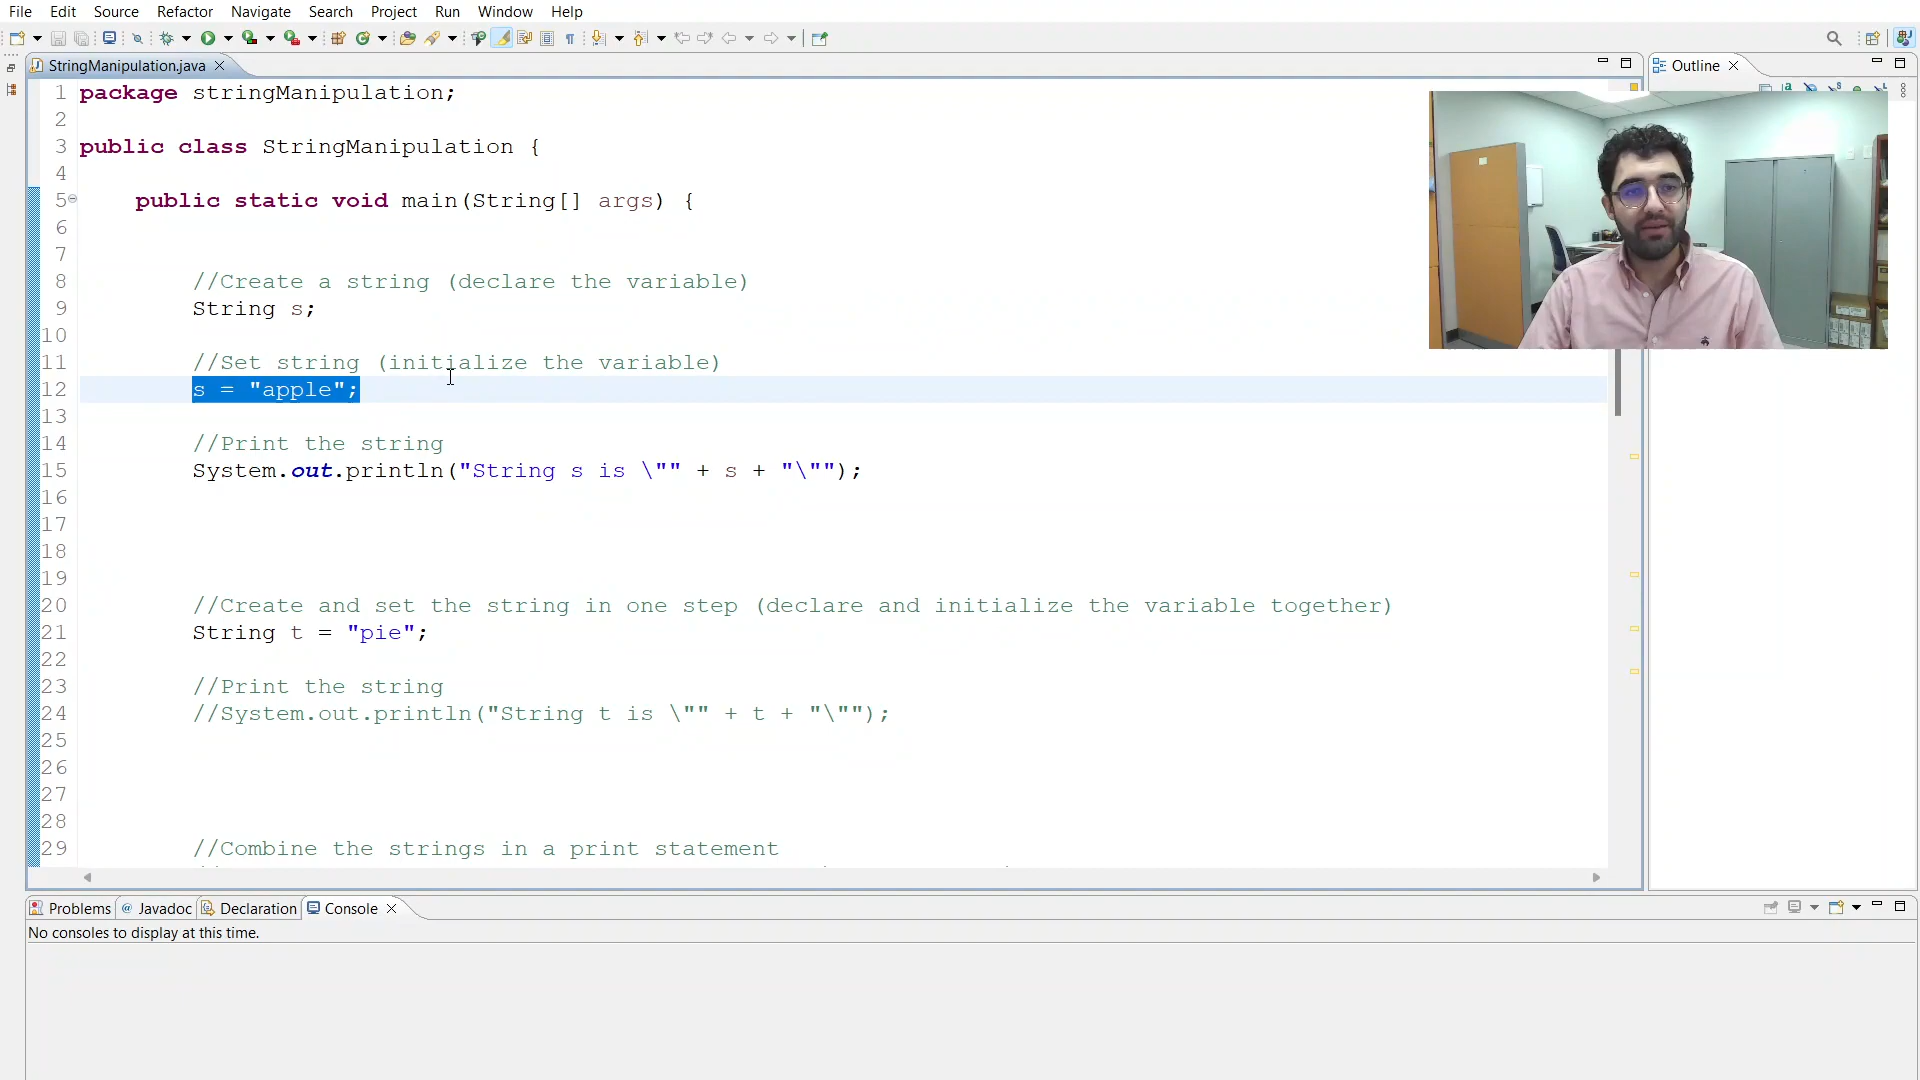 File Edit Source Refactor Navigate Search Project Run Window Help
StringManipulation.java
Outline
1 package stringManipulation;
2
3 public class StringManipulation {
4
5 public static void main(String[] args) {
6
7
8 //Create a string (declare the variable)
9 String s;
10
11 //Set string (initialize the variable)
12 s = "apple";
13
14 //Print the string
15 System.out.println("String s is \"" + s + "\"");
16
17
18
19
20 //Create and set the string in one step (declare and initialize the variable together)
21 String t = "pie";
22
23 //Print the string
24 //System.out.println("String t is \"" + t + "\"");
25
26
27
28
29 //Combine the strings in a print statement
Problems @ Javadoc Declaration Console
No consoles to display at this time.